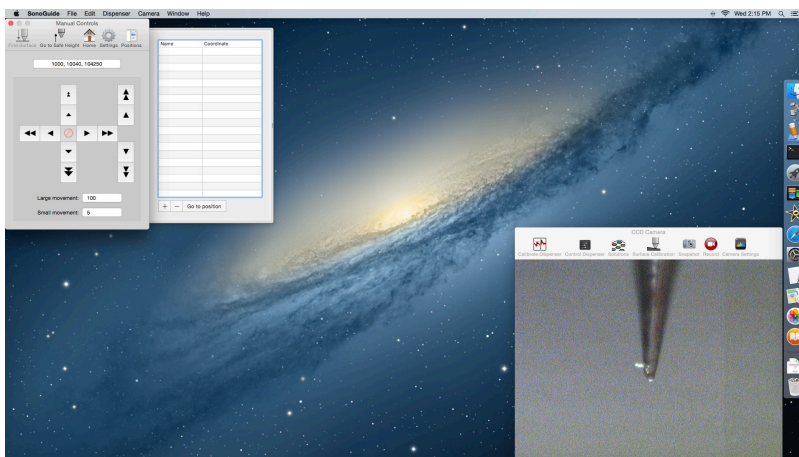 SonoGuide File Edit Dispenser Camera Window Help
Wed 2:15 PM
Manual Controls
Find Surface Go to Safe Height Home Settings Positions
1000, 10040, 104250
Large movement: 100
Small movement: 5
Name Coordinate
Go to position
CCD Camera
Calibrate Dispenser Control Dispenser Solutions Surface Calibration Snapshot Record Camera Settings